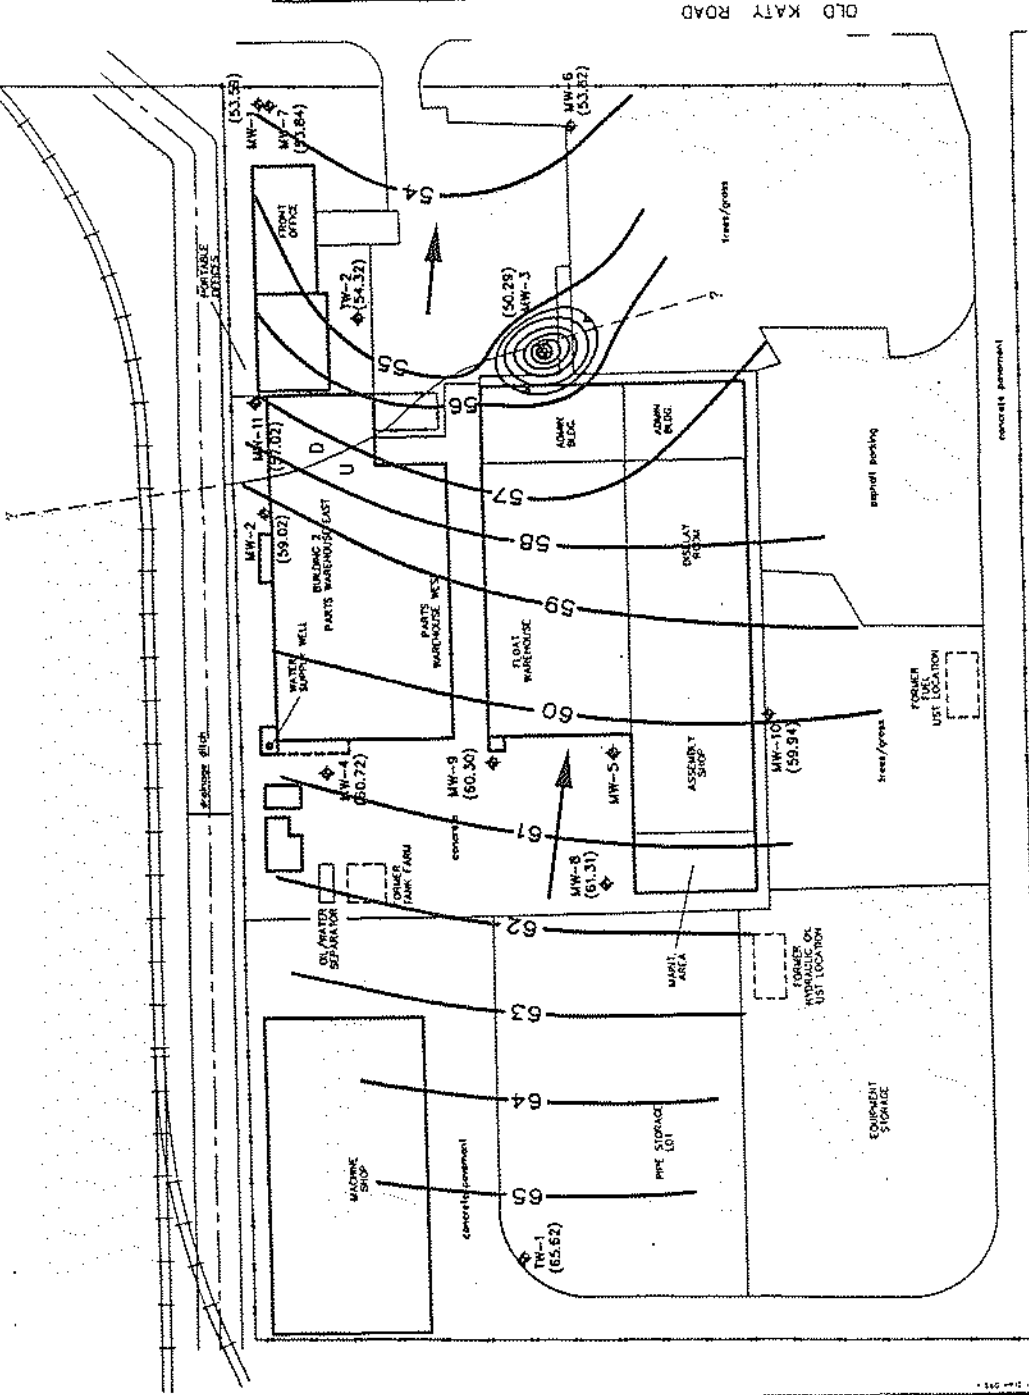 OLD KATY ROAD
(53.59)
MW-7
(53.84)
MW-6
(53.82)
54
FRONT
OFFICE
PORTABLE
OFFICES
TW-2
(54.32)
(50.29)
MW-3
trees/grass
?
55
56
MW-11
(57.02)
D
U
ADMIN
BLDG.
ADMIN
BLDG.
concrete pavement
asphalt parking
57
?
MW-2
(59.02)
BUILDING 2
PARTS WAREHOUSE EAST
58
DISPLAY
ROOM
59
PARTS
WAREHOUSE WEST
FLOAT
WAREHOUSE
WATER
SUPPLY WELL
60
FORMER
FUEL
UST LOCATION
trees/grass
drainage ditch
MW-4
(60.72)
MW-9
(60.30)
MW-5
ASSEMBLY
SHOP
MW-10
(59.94)
61
concrete
MW-8
(61.31)
FORMER
TANK FARM
OIL/WATER
SEPARATOR
62
MAINT.
AREA
FORMER
HYDRAULIC OIL
UST LOCATION
63
64
MACHINE
SHOP
concrete pavement
PIPE STORAGE
LOT
EQUIPMENT
STORAGE
65
TW-1
(65.62)